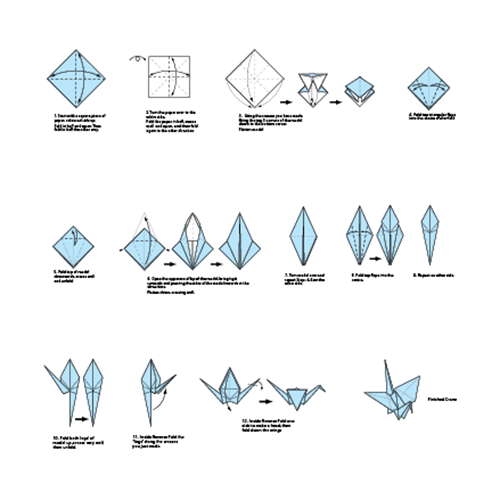 1. Start with a square piece of
paper, coloured side up.
Fold in half and open. Then
fold in half the other way.
2. Turn the paper over to the
white side.
Fold the paper in half, crease
well and open, and then fold
again in the other direction.
3. Using the creases you have made,
Bring the top 3 corners of the model
down to the bottom corner.
Flatten model.
4. Fold top triangular flaps
into the
5. Fold top of model
downwards, crease well
and unfold.
6. Open the uppermost flap of the model, bringing it
upwards and pressing the sides of the model inwards at the
same time.
Flatten down, creasing well.
7. Turn model over and
repeat Steps 4-6 on the
other side.
8. Fold top flaps into the
centre.
9. Repeat on other side.
10. Fold both 'legs' of
model up, crease very well,
then unfold.
11. Inside Reverse Fold the
"legs" along the creases
you just made.
12. Inside Reverse Fold one
side to make a head, then
fold down the wings.
Finished Crane